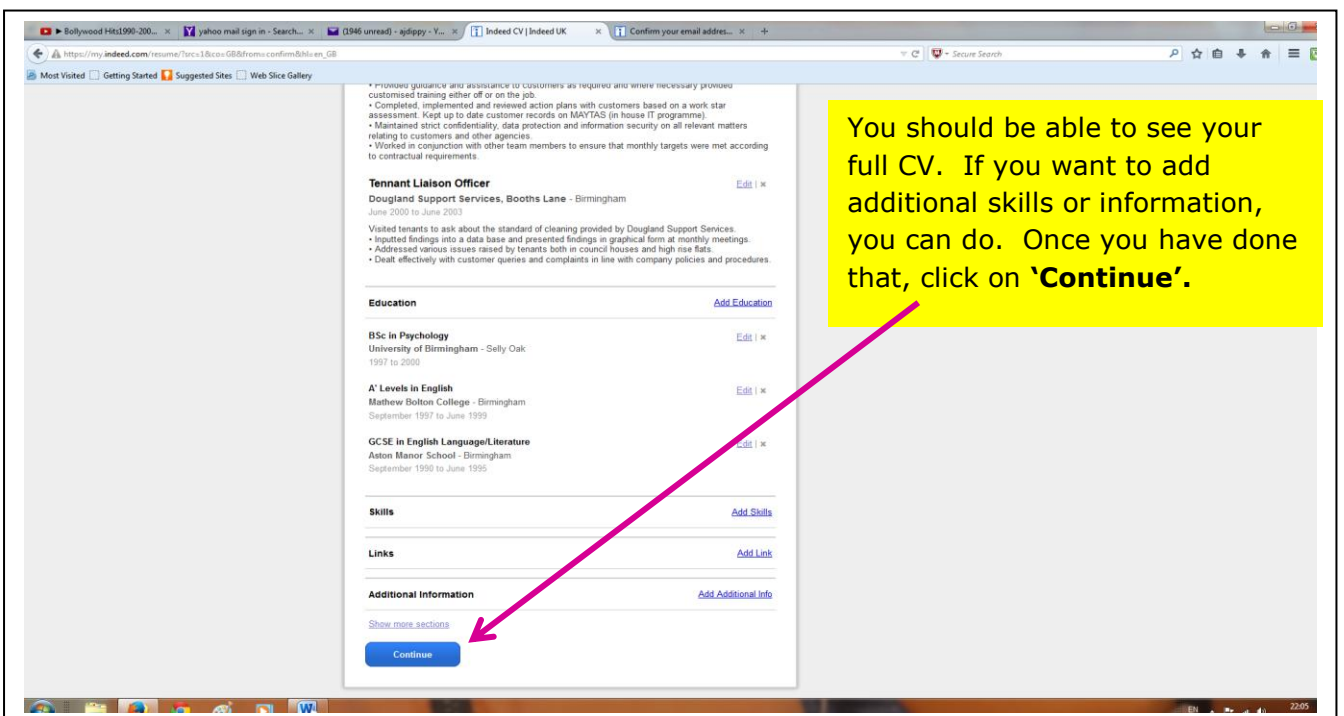 Bollywood Hits1990-200...
yahoo mail sign in - Search...
(1946 unread) - ajdippy - Y...
Indeed CV | Indeed UK
Confirm your email addres...
https://my.indeed.com/resume/?src=1&co=GB&from=confirm&hl=en_GB
Secure Search
Most Visited Getting Started Suggested Sites Web Slice Gallery
• Provided guidance and assistance to customers as required and where necessary provided
customised training either off or on the job.
• Completed, implemented and reviewed action plans with customers based on a work star
assessment. Kept up to date customer records on MAYTAS (in house IT programme).
• Maintained strict confidentiality, data protection and information security on all relevant matters
relating to customers and other agencies.
• Worked in conjunction with other team members to ensure that monthly targets were met according
to contractual requirements.
Tennant Liaison Officer Edit | ×
Dougland Support Services, Booths Lane - Birmingham
June 2000 to June 2003
Visited tenants to ask about the standard of cleaning provided by Dougland Support Services.
• Inputted findings into a data base and presented findings in graphical form at monthly meetings.
• Addressed various issues raised by tenants both in council houses and high rise flats.
• Dealt effectively with customer queries and complaints in line with company policies and procedures.
Education Add Education
BSc in Psychology Edit | ×
University of Birmingham - Selly Oak
1997 to 2000
A' Levels in English Edit | ×
Mathew Bolton College - Birmingham
September 1997 to June 1999
GCSE in English Language/Literature Edit | ×
Aston Manor School - Birmingham
September 1990 to June 1995
Skills Add Skills
Links Add Link
Additional Information Add Additional Info
Show more sections
Continue
You should be able to see your
full CV. If you want to add
additional skills or information,
you can do. Once you have done
that, click on ‘Continue’.
EN
22:05